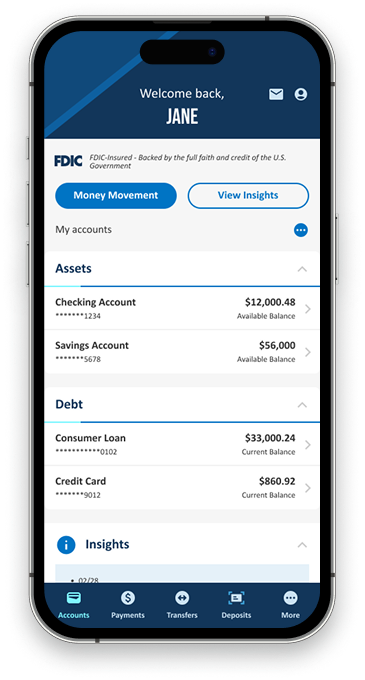 Welcome back,
JANE
FDIC FDIC-Insured - Backed by the full faith and credit of the U.S.
Government
Money Movement View Insights
My accounts
Assets
Checking Account $12,000.48
*******1234 Available Balance
Savings Account $56,000
*******5678 Available Balance
Debt
Consumer Loan $33,000.24
***********0102 Current Balance
Credit Card $860.92
*******9012 Current Balance
Insights
• 02/28
Accounts Payments Transfers Deposits More